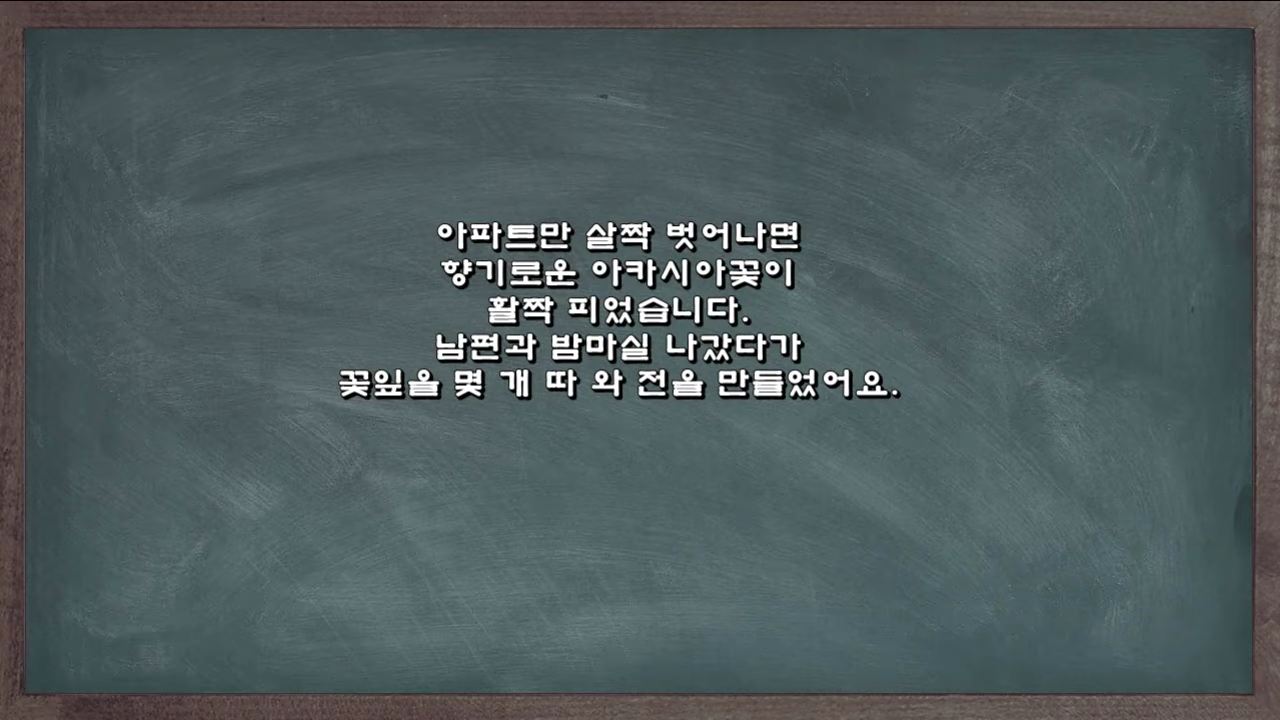 아파트만 살짝 벗어나면
향기로운 아카시아꽃이
활짝 피었습니다.
남편과 밤마실 나갔다가
꽃잎을 몇 개 따 와 전을 만들었어요.